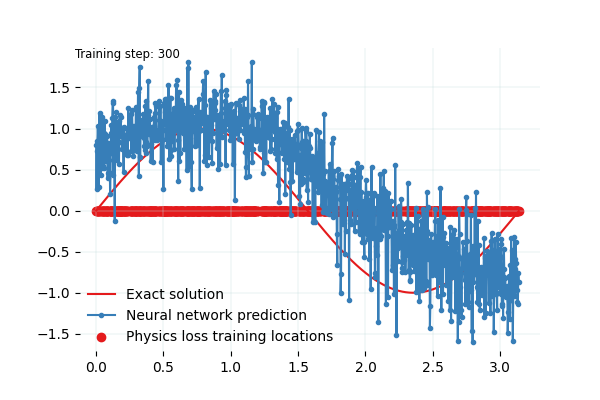 Training step: 300
1.5
1.0
0.5
0.0
−0.5
−1.0
−1.5
Exact solution
Neural network prediction
Physics loss training locations
0.0 0.5 1.0 1.5 2.0 2.5 3.0